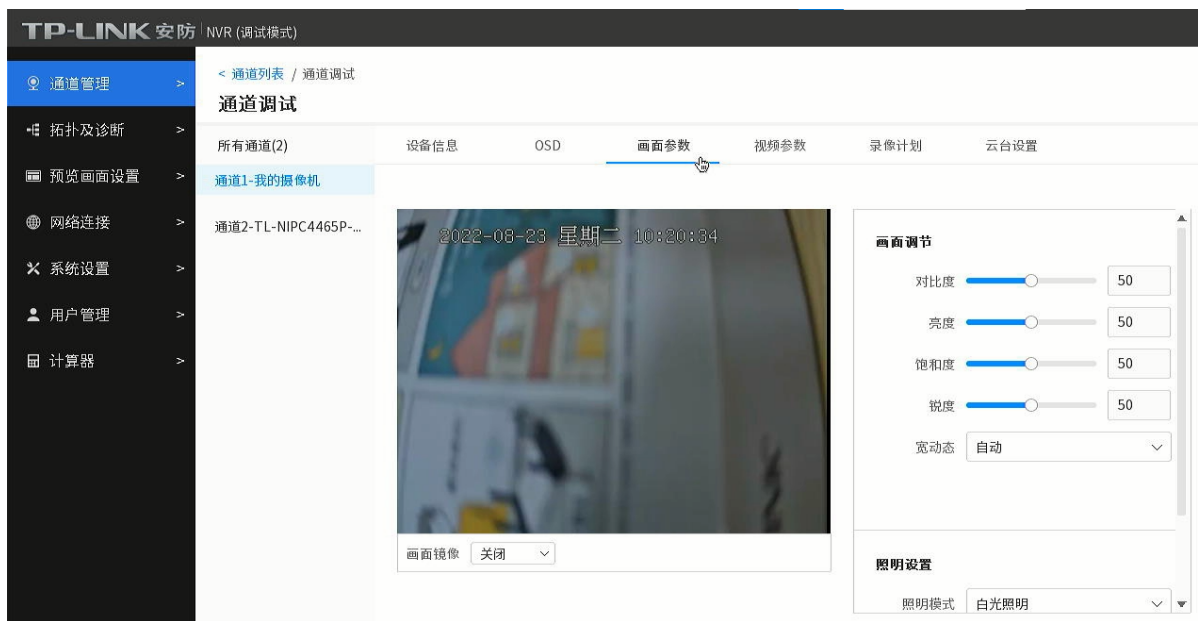 TP-LINK 安防 NVR (调试模式)
通道管理 >
拓扑及诊断 >
预览画面设置 >
网络连接 >
系统设置 >
用户管理 >
计算器 >
< 通道列表 / 通道调试
通道调试
所有通道(2)
通道1-我的摄像机
通道2-TL-NIPC4465P-...
设备信息 OSD 画面参数 视频参数 录像计划 云台设置
2022-08-23 星期二 10:20:34
画面镜像 关闭
画面调节
对比度 50
亮度 50
饱和度 50
锐度 50
宽动态 自动
照明设置
照明模式 白光照明